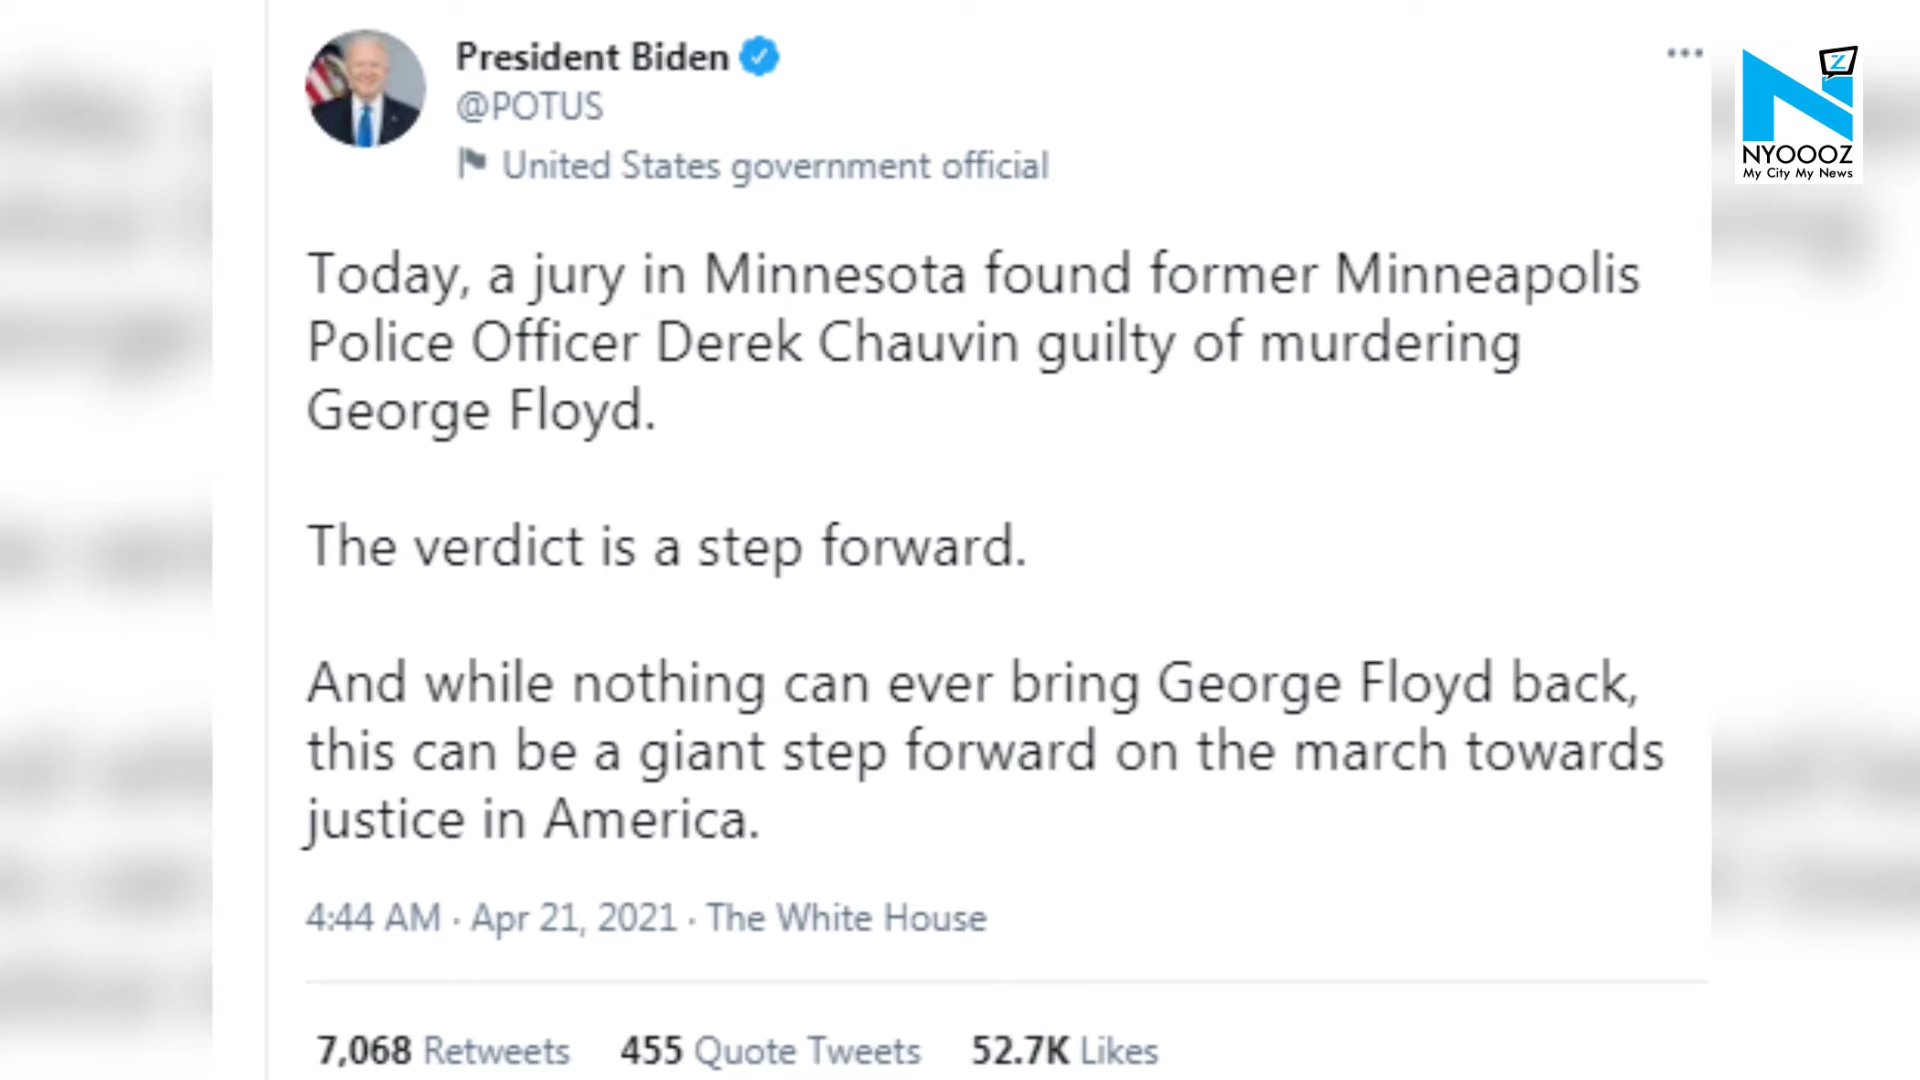 President Biden
@POTUS
United States government official
Z
NYOOOZ
My City My News
Today, a jury in Minnesota found former Minneapolis
Police Officer Derek Chauvin guilty of murdering
George Floyd.
The verdict is a step forward.
And while nothing can ever bring George Floyd back,
this can be a giant step forward on the march towards
justice in America.
4:44 AM · Apr 21, 2021 · The White House
7,068 Retweets 455 Quote Tweets 52.7K Likes